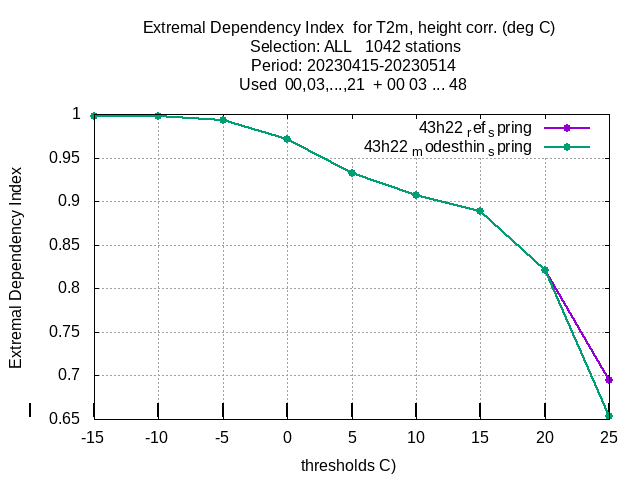 Extremal Dependency Index for T2m, height corr. (deg C)
Selection: ALL 1042 stations
Period: 20230415-20230514
Used 00,03,...,21 + 00 03 ... 48
43h22 ref spring
43h22 modesthin spring
1
0.95
0.9
0.85
0.8
0.75
0.7
0.65
Extremal Dependency Index
-15 -10 -5 0 5 10 15 20 25
thresholds C)